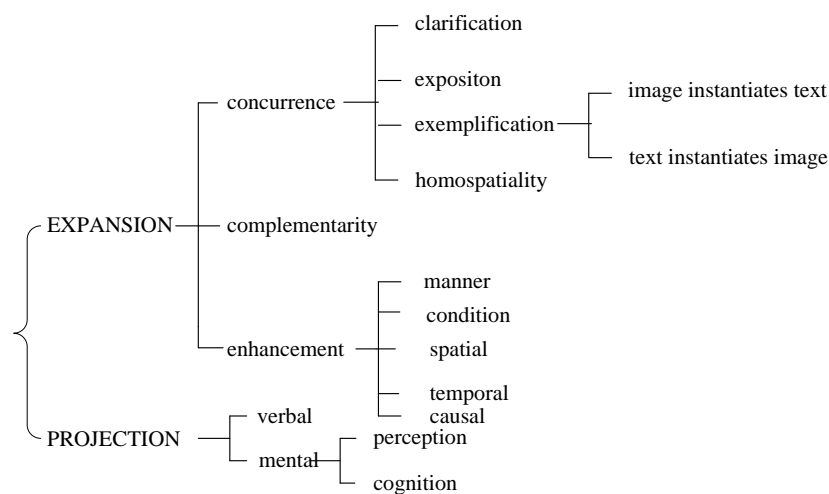 clarification
expositon
image instantiates text
concurrence
exemplification
text instantiates image
homospatiality
EXPANSION
complementarity
manner
condition
enhancement
spatial
temporal
verbal
causal
PROJECTION
perception
mental
cognition